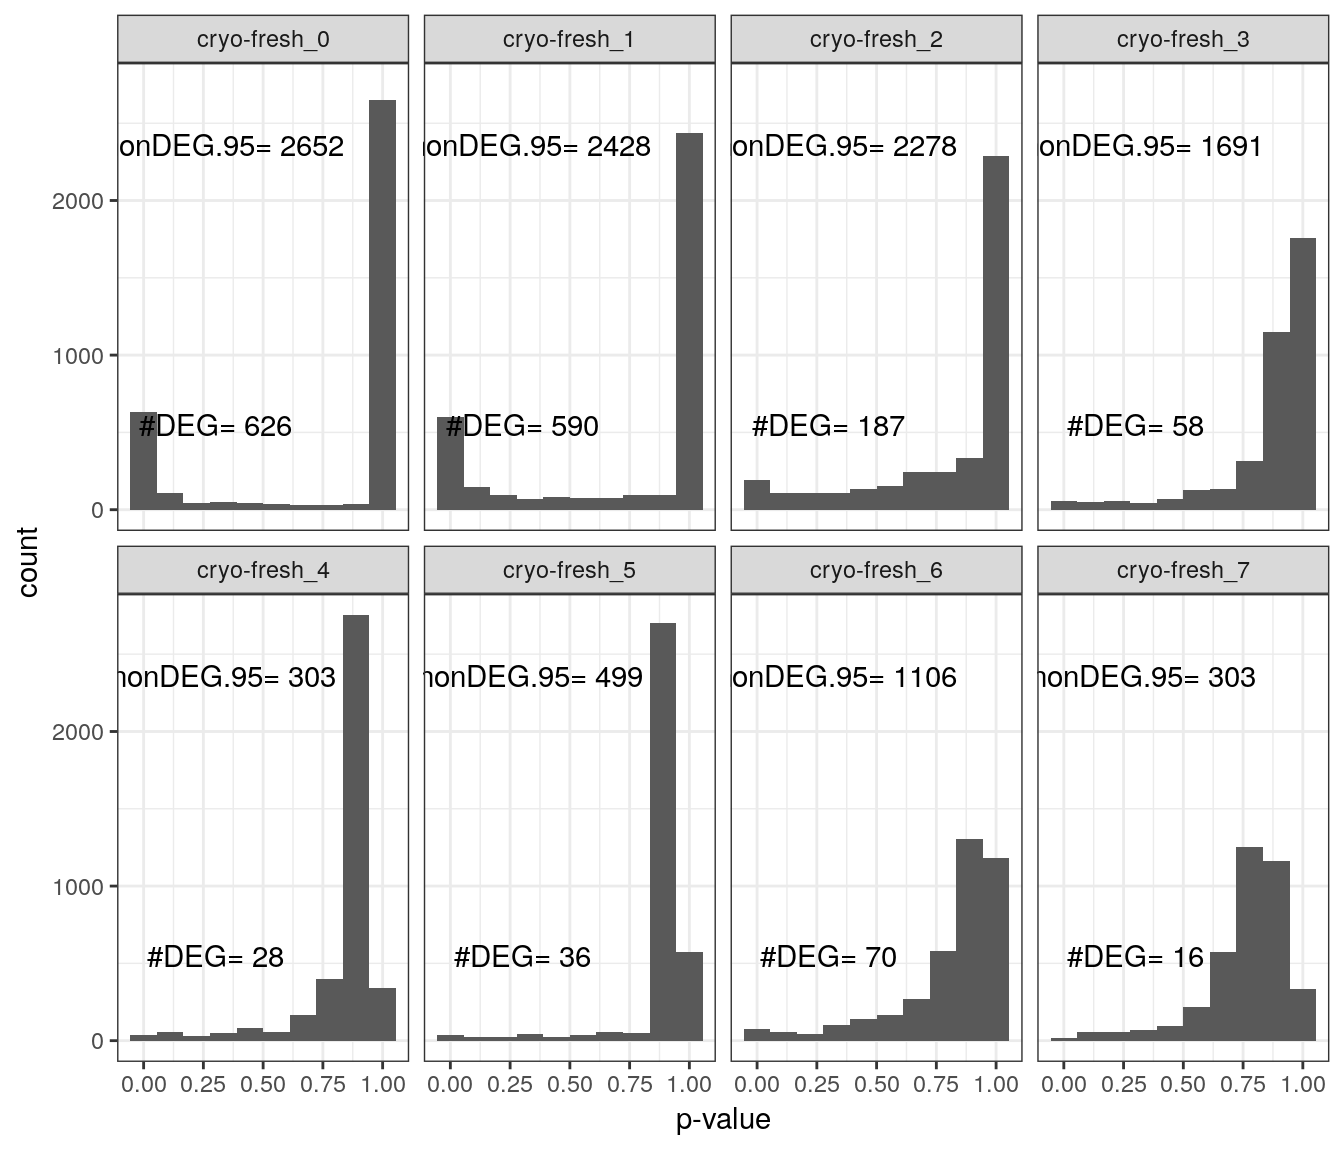 cryo-fresh_0 cryo-fresh_1 cryo-fresh_2 cryo-fresh_3
onDEG.95= 2652 onDEG.95= 2428 onDEG.95= 2278 onDEG.95= 1691
2000
1000
#DEG= 626 #DEG= 590 #DEG= 187 #DEG= 58
0
count
cryo-fresh_4 cryo-fresh_5 cryo-fresh_6 cryo-fresh_7
nonDEG.95= 303 nonDEG.95= 499 onDEG.95= 1106 nonDEG.95= 303
2000
1000
#DEG= 28 #DEG= 36 #DEG= 70 #DEG= 16
0
0.00 0.25 0.50 0.75 1.00 0.00 0.25 0.50 0.75 1.00 0.00 0.25 0.50 0.75 1.00 0.00 0.25 0.50 0.75 1.00
p-value